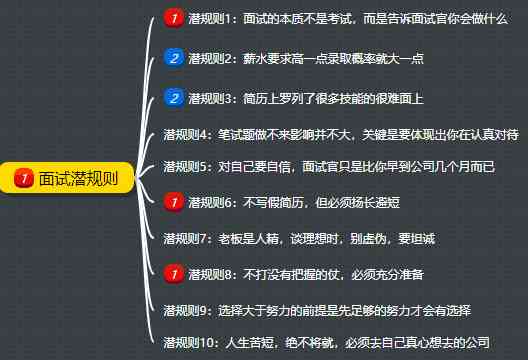 1 面试潜规则
1 潜规则1：面试的本质不是考试，而是告诉面试官你会做什么
2 潜规则2：薪水要求高一点录取概率就大一点
2 潜规则3：简历上罗列了很多技能的很难面上
潜规则4：笔试题做不来影响并不大，关键是要体现出你在认真对待
潜规则5：对自己要自信，面试官只是比你早到公司几个月而已
1 潜规则6：不写假简历，但必须扬长避短
潜规则7：老板是人精，谈理想时，别虚伪，要坦诚
1 潜规则8：不打没有把握的仗，必须充分准备
潜规则9：选择大于努力的前提是先足够的努力才会有选择
潜规则10：人生苦短，绝不将就，必须去自己真心想去的公司